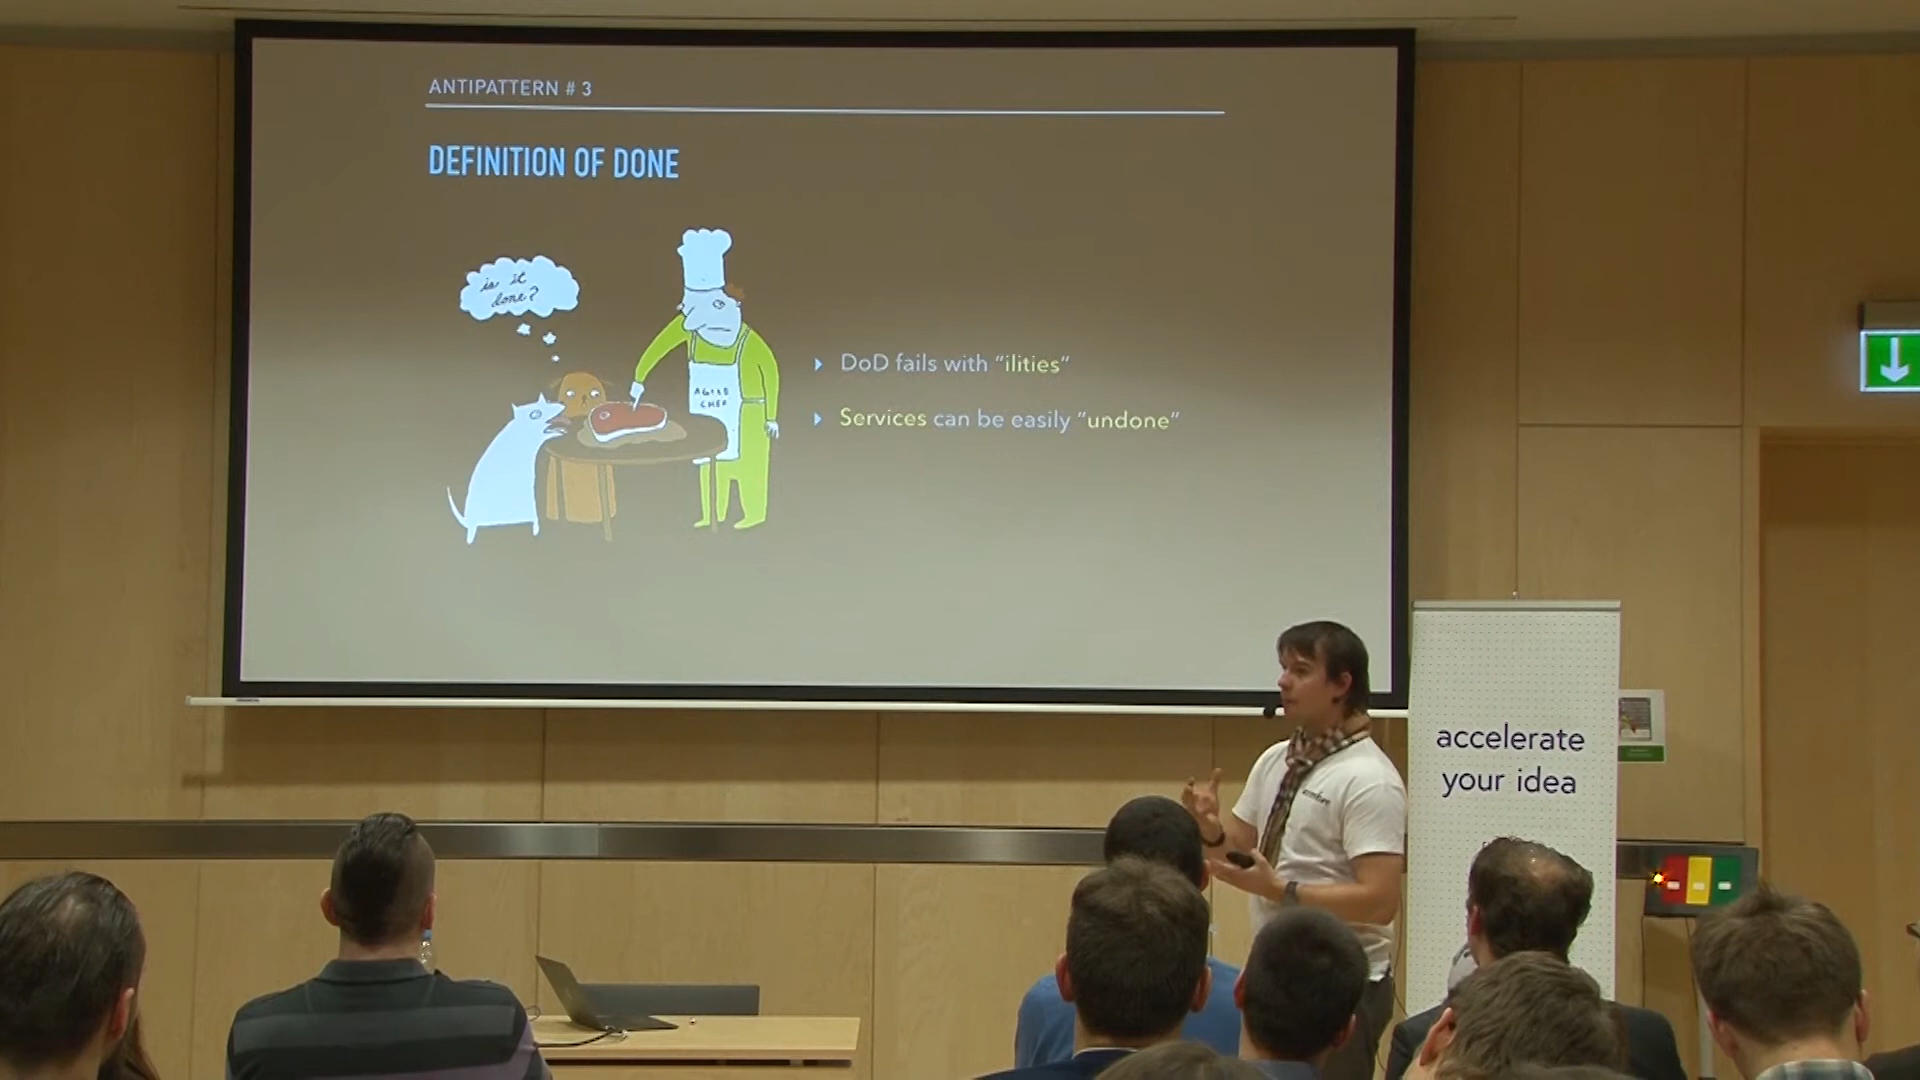 ANTIPATTERN # 3
DEFINITION OF DONE
is it
done?
AGILE
CHEF
DoD fails with "ilities"
Services can be easily "undone"
accelerate
your idea
accenture